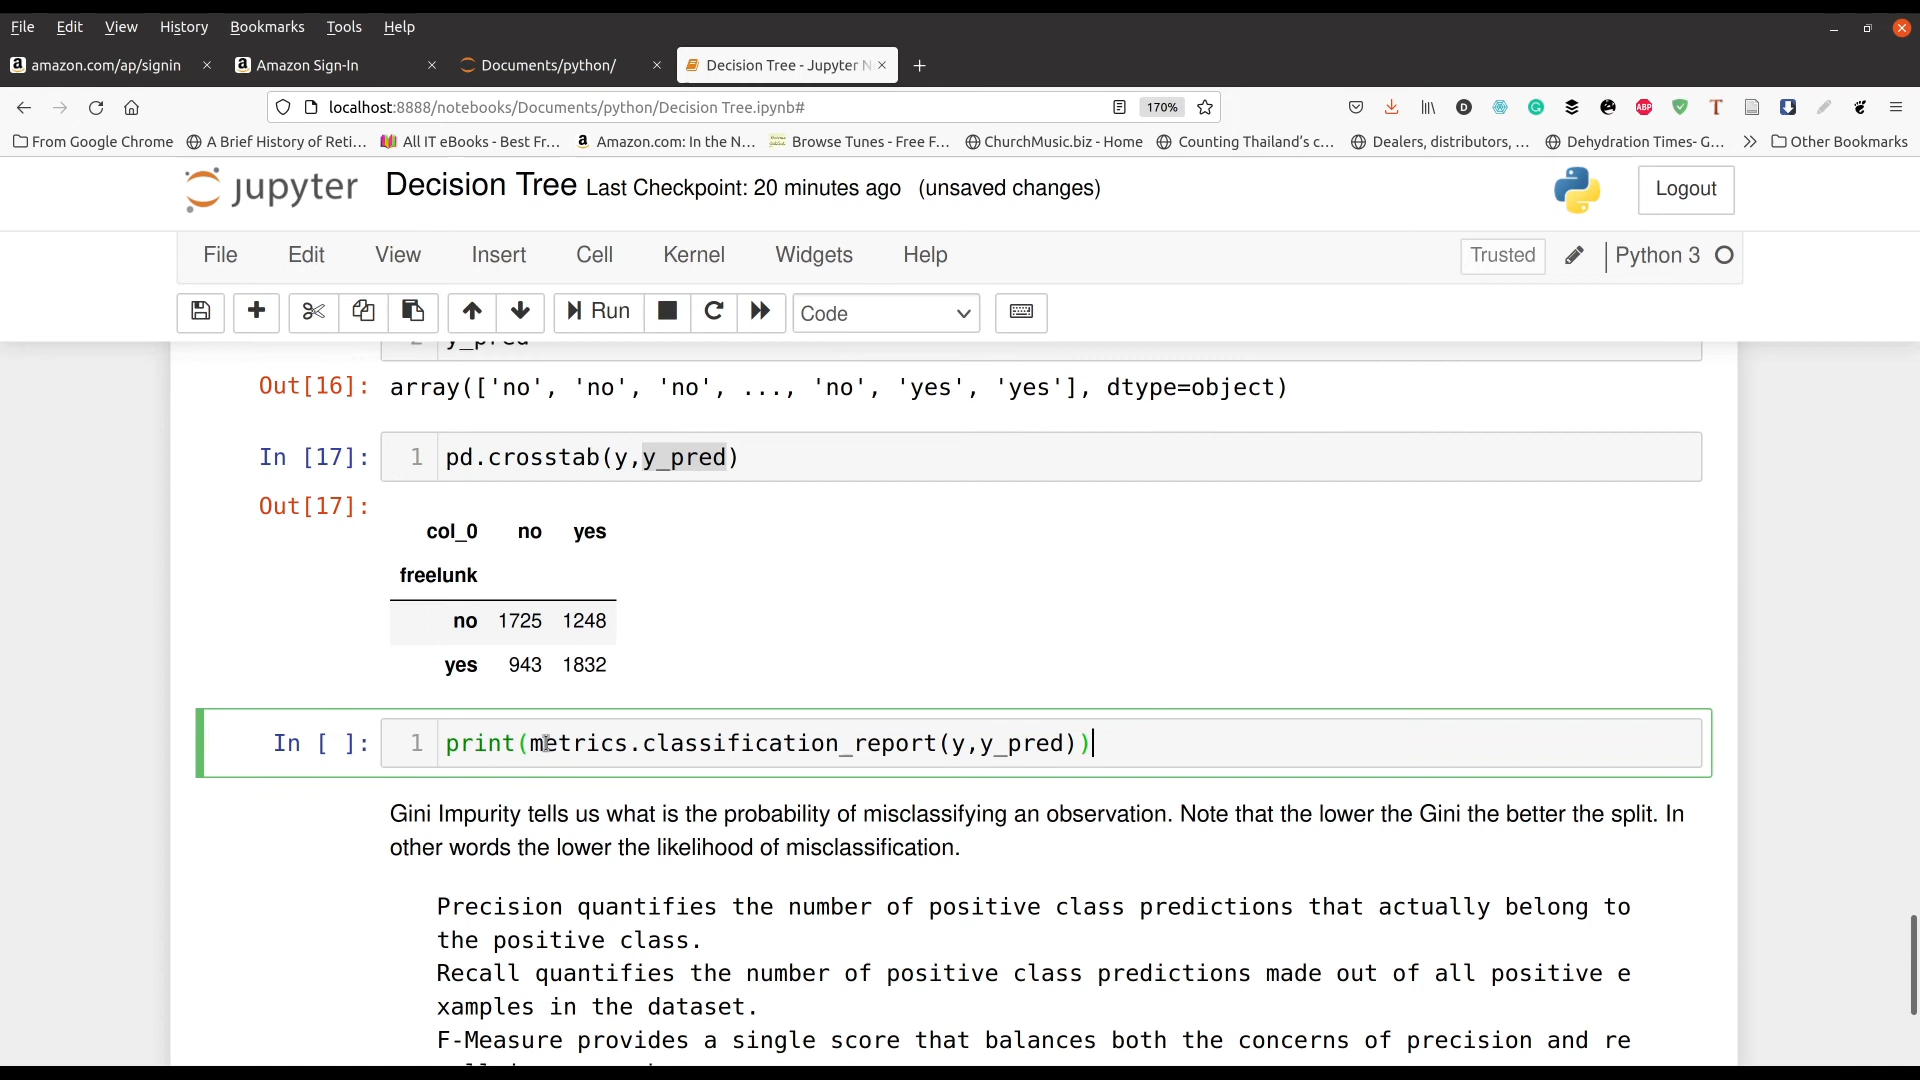 File Edit View History Bookmarks Tools Help
amazon.com/ap/signin Amazon Sign-In Documents/python/ Decision Tree - Jupyter N
localhost:8888/notebooks/Documents/python/Decision Tree.ipynb# 170%
From Google Chrome A Brief History of Reti... All IT eBooks - Best Fr... Amazon.com: In the N... Browse Tunes - Free F... ChurchMusic.biz - Home Counting Thailand's c... Dealers, distributors, ... Dehydration Times- G... Other Bookmarks
jupyter Decision Tree Last Checkpoint: 20 minutes ago (unsaved changes) Logout
File Edit View Insert Cell Kernel Widgets Help Trusted Python 3
Run Code
2 y_pred
Out[16]: array(['no', 'no', 'no', ..., 'no', 'yes', 'yes'], dtype=object)
In [17]: 1 pd.crosstab(y,y_pred)
Out[17]:
col_0 no yes
freelunk
no 1725 1248
yes 943 1832
In [ ]: 1 print(metrics.classification_report(y,y_pred))
Gini Impurity tells us what is the probability of misclassifying an observation. Note that the lower the Gini the better the split. In
other words the lower the likelihood of misclassification.
Precision quantifies the number of positive class predictions that actually belong to
the positive class.
Recall quantifies the number of positive class predictions made out of all positive e
xamples in the dataset.
F-Measure provides a single score that balances both the concerns of precision and re